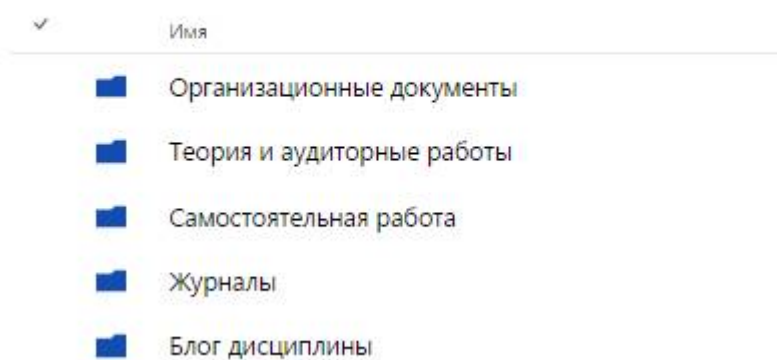 Имя
Организационные документы
Теория и аудиторные работы
Самостоятельная работа
Журналы
Блог дисциплины